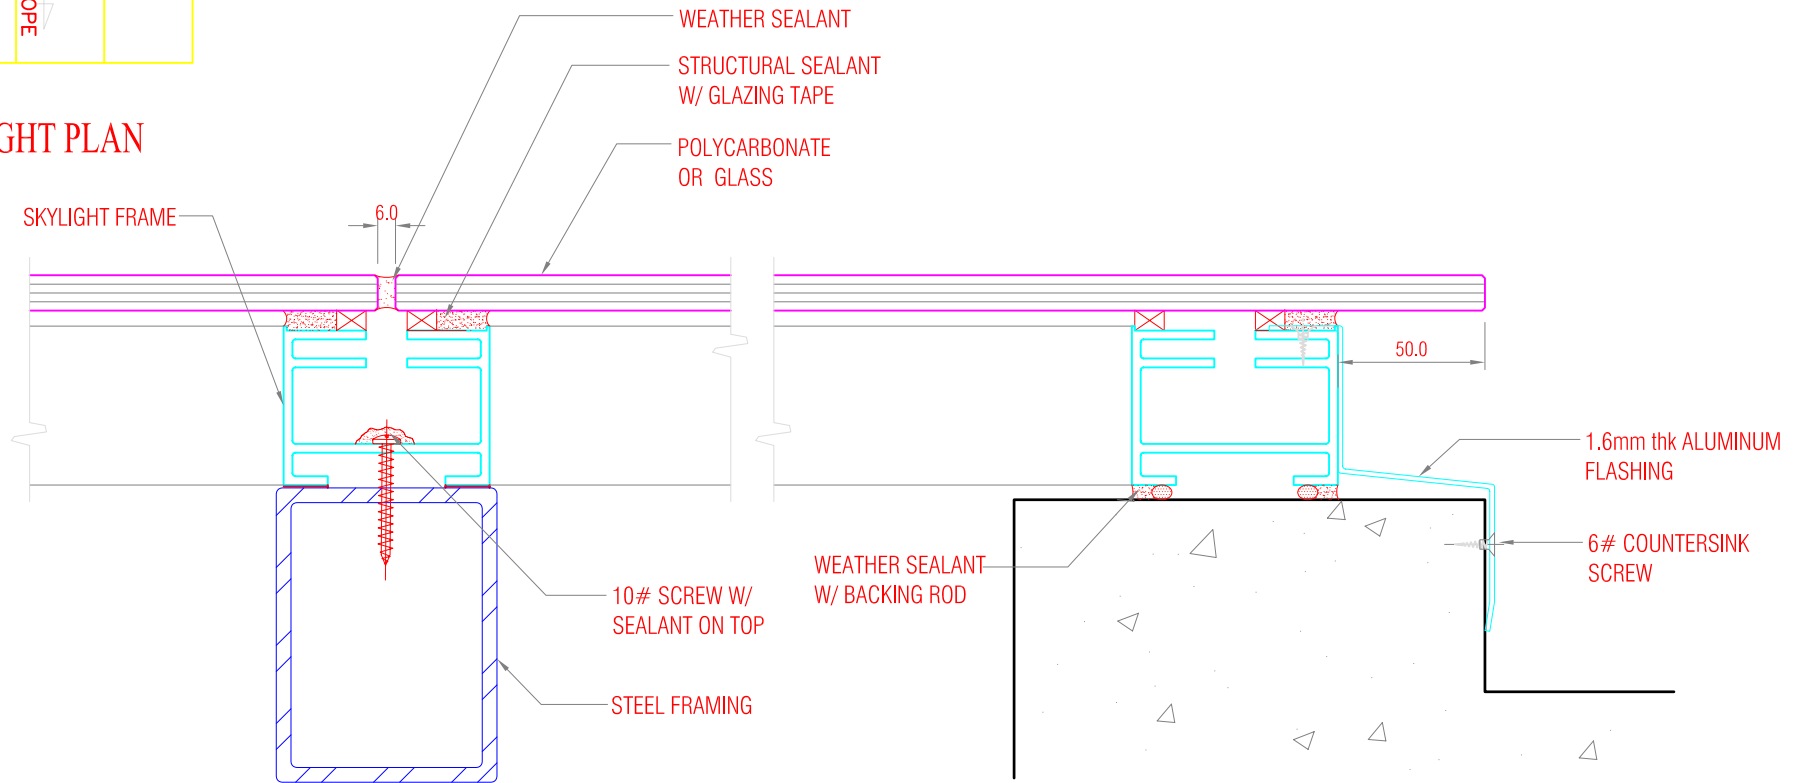 OPE
WEATHER SEALANT
STRUCTURAL SEALANT
W/ GLAZING TAPE
GHT PLAN
POLYCARBONATE
OR GLASS
SKYLIGHT FRAME
6.0
50.0
1.6mm thk ALUMINUM
FLASHING
6# COUNTERSINK
SCREW
WEATHER SEALANT
W/ BACKING ROD
10# SCREW W/
SEALANT ON TOP
STEEL FRAMING